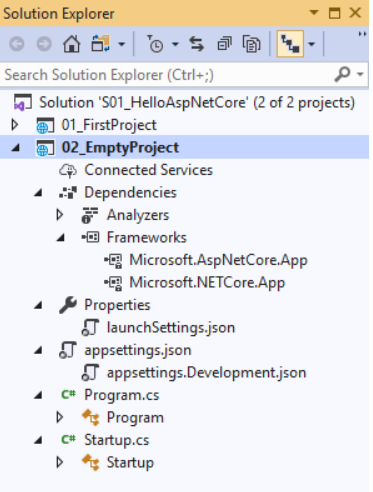 Solution Explorer
Search Solution Explorer (Ctrl+;)
Solution 'S01_HelloAspNetCore' (2 of 2 projects)
01_FirstProject
02_EmptyProject
Connected Services
Dependencies
Analyzers
Frameworks
Microsoft.AspNetCore.App
Microsoft.NETCore.App
Properties
launchSettings.json
appsettings.json
appsettings.Development.json
C# Program.cs
Program
C# Startup.cs
Startup